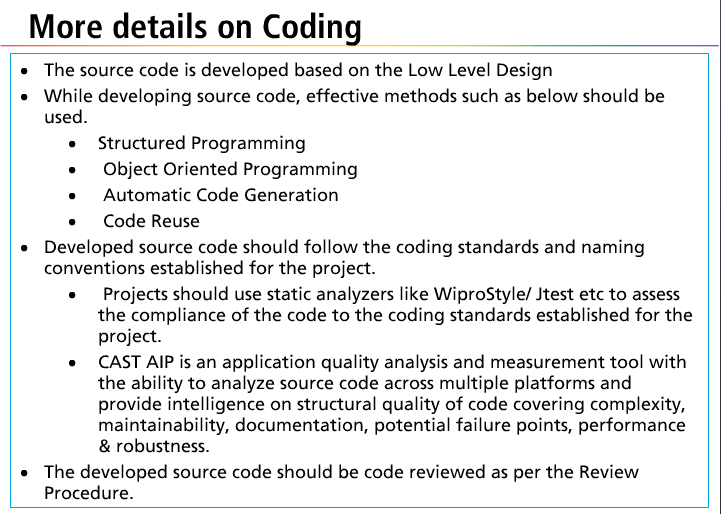 More details on Coding
• The source code is developed based on the Low Level Design
• While developing source code, effective methods such as below should be
used.
• Structured Programming
• Object Oriented Programming
• Automatic Code Generation
• Code Reuse
• Developed source code should follow the coding standards and naming
conventions established for the project.
• Projects should use static analyzers like WiproStyle/ Jtest etc to assess
the compliance of the code to the coding standards established for the
project.
• CAST AIP is an application quality analysis and measurement tool with
the ability to analyze source code across multiple platforms and
provide intelligence on structural quality of code covering complexity,
maintainability, documentation, potential failure points, performance
& robustness.
• The developed source code should be code reviewed as per the Review
Procedure.